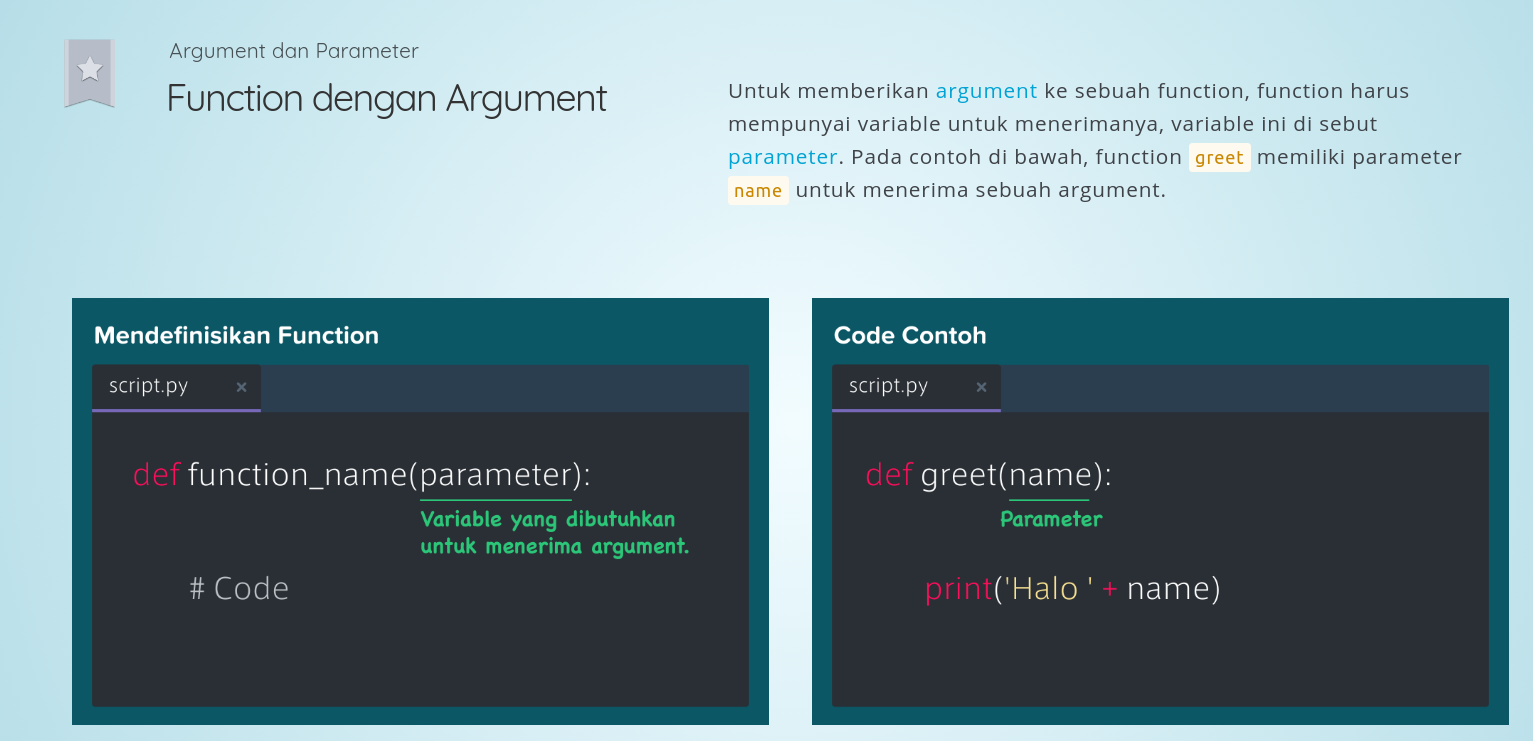 Argument dan Parameter
Function dengan Argument
Untuk memberikan argument ke sebuah function, function harus
mempunyai variable untuk menerimanya, variable ini di sebut
parameter. Pada contoh di bawah, function greet memiliki parameter
name untuk menerima sebuah argument.
Mendefinisikan Function
script.py ×
def function_name(parameter):
Variable yang dibutuhkan
untuk menerima argument.
# Code
Code Contoh
script.py ×
def greet(name):
Parameter
print('Halo ' + name)